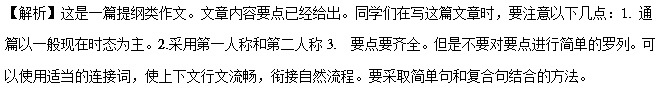 【解析】这是一篇提纲类作文。文章内容要点已经给出。同学们在写这篇文章时，要注意以下几点：1. 通
篇以一般现在时态为主。2.采用第一人称和第二人称 3. 要点要齐全。但是不要对要点进行简单的罗列。可
以使用适当的连接词，使上下文行文流畅，衔接自然流程。要采取简单句和复合句结合的方法。